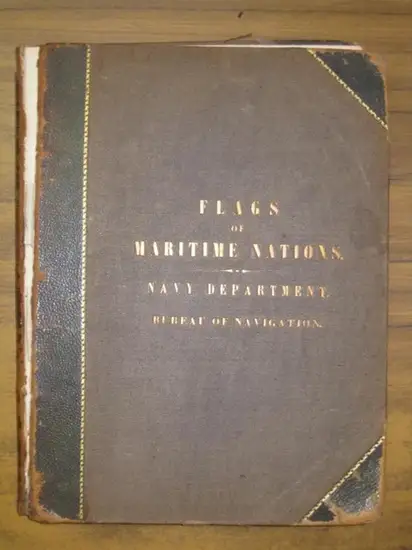 FLAGS
OF
MARITIME NATIONS.
NAVY DEPARTMENT.
BUREAU OF NAVIGATION.